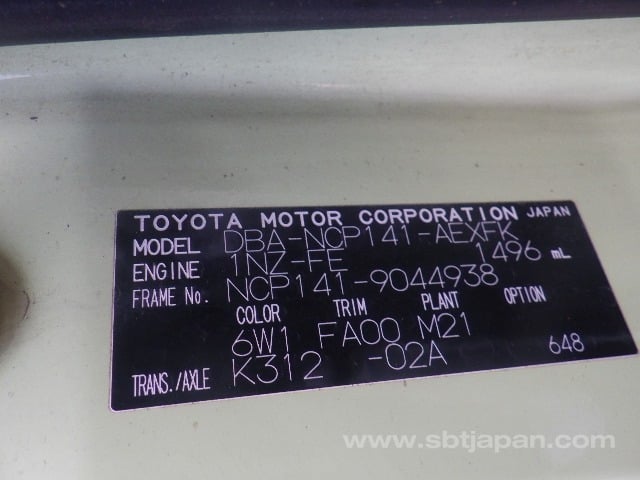 TOYOTA MOTOR CORPORATION JAPAN
MODEL DBA-NCP141-AEXFK
ENGINE 1NZ-FE 1496 mL
FRAME No. NCP141-9044938
COLOR TRIM PLANT OPTION
6W1 FA00 M21
TRANS./AXLE K312 -02A 648
www.sbtjapan.com